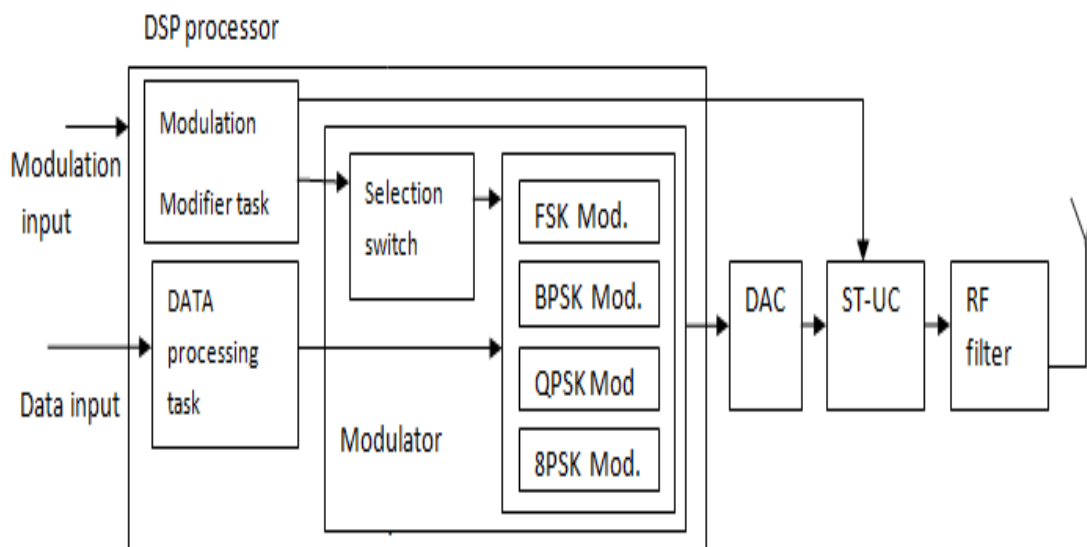 DSP processor
Modulation
Modifier task
Modulation
input
Selection
switch
FSK Mod.
BPSK Mod.
QPSK Mod
8PSK Mod.
DATA
processing
task
Data input
Modulator
DAC
ST-UC
RF
filter